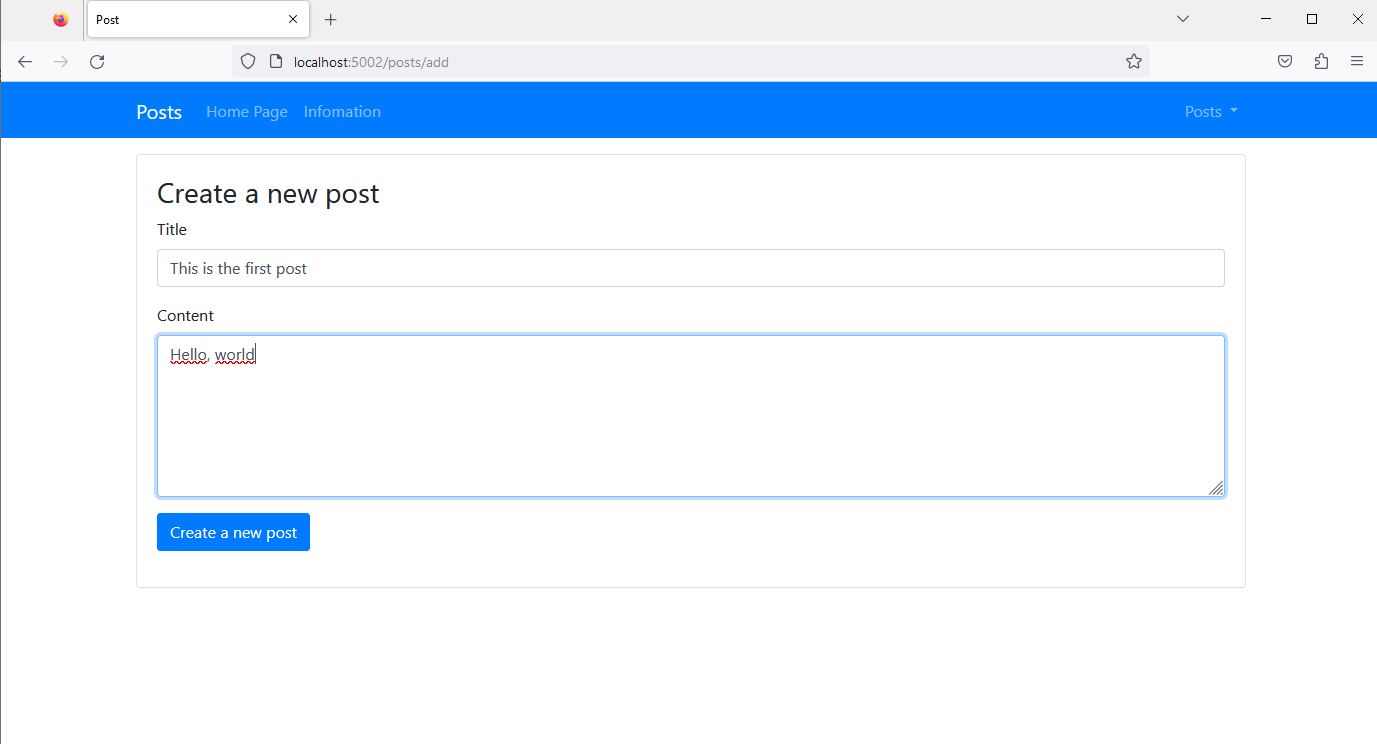 Post
localhost:5002/posts/add
Posts Home Page Infomation Posts
Create a new post
Title
This is the first post
Content
Hello, world
Create a new post